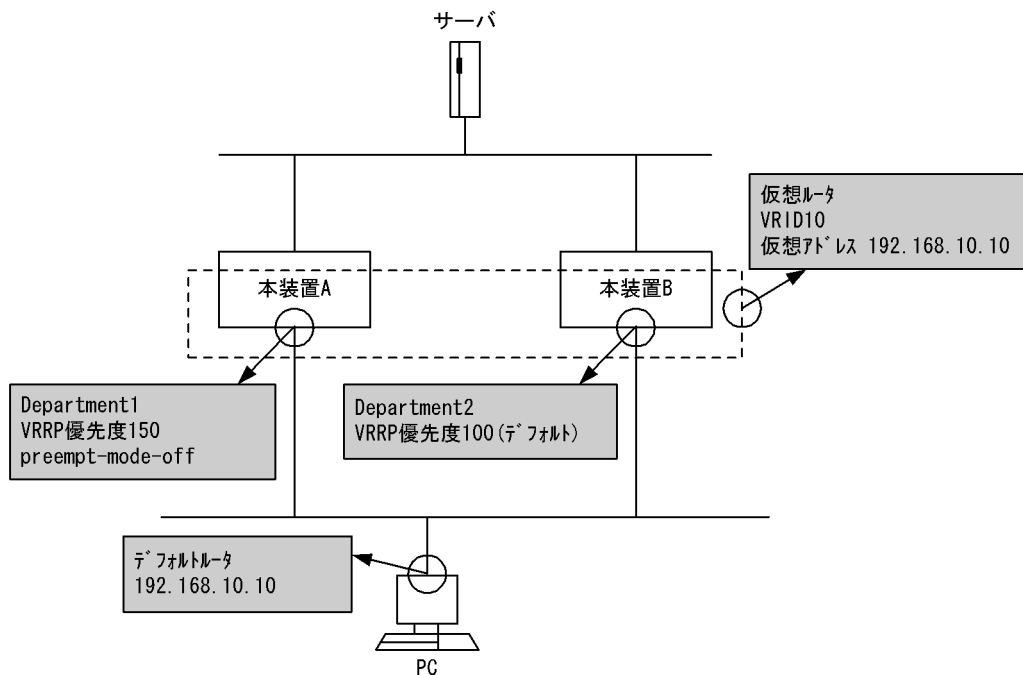 サーバ
仮想ﾙｰﾀ
VRID10
仮想ｱﾄﾞﾚｽ 192.168.10.10
本装置A
本装置B
Department1
VRRP優先度150
preempt-mode-off
Department2
VRRP優先度100(ﾃﾞﾌｫﾙﾄ)
ﾃﾞﾌｫﾙﾄﾙｰﾀ
192.168.10.10
PC